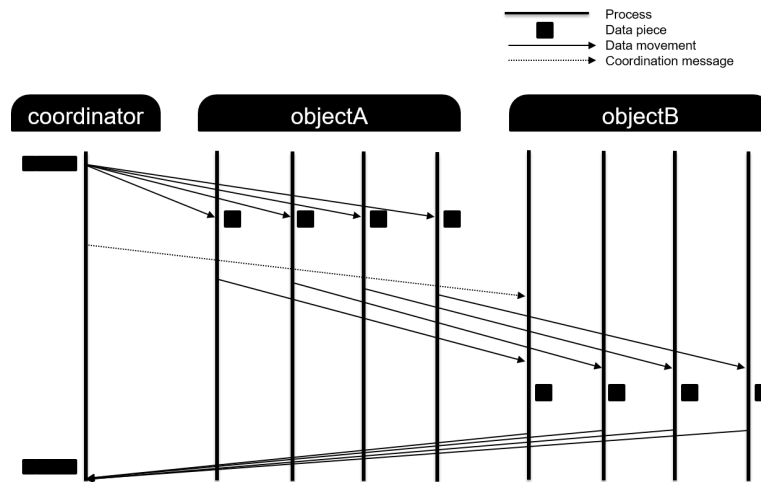 Process
Data piece
Data movement
Coordination message
coordinator
objectA
objectB